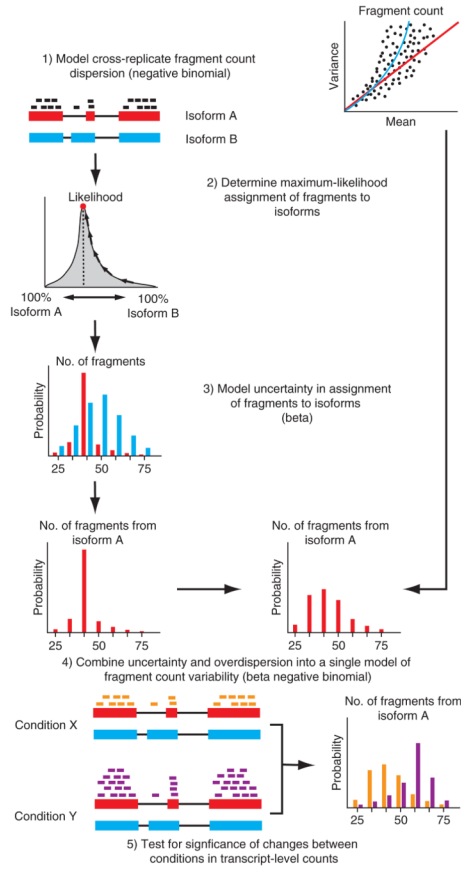 Fragment count
Variance
Mean
1) Model cross-replicate fragment count
dispersion (negative binomial)
Isoform A
Isoform B
2) Determine maximum-likelihood
assignment of fragments to
isoforms
Likelihood
100%
Isoform A
100%
Isoform B
No. of fragments
Probability
25 50 75
3) Model uncertainty in assignment
of fragments to isoforms
(beta)
No. of fragments from
isoform A
Probability
25 50 75
No. of fragments from
isoform A
Probability
25 50 75
4) Combine uncertainty and overdispersion into a single model of
fragment count variability (beta negative binomial)
Condition X
Condition Y
No. of fragments from
isoform A
Probability
25 50 75
5) Test for signficance of changes between
conditions in transcript-level counts